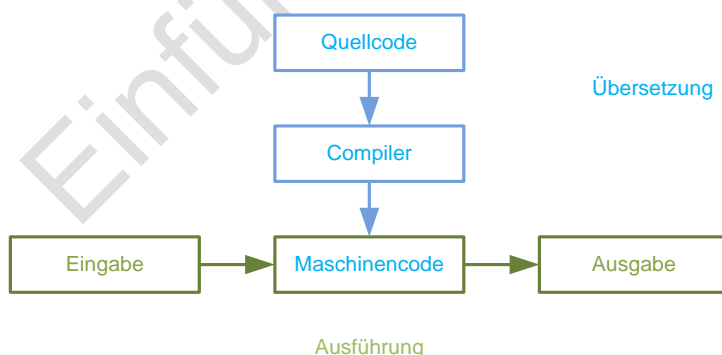 Quellcode
Übersetzung
Compiler
Eingabe
Maschinencode
Ausgabe
Ausführung